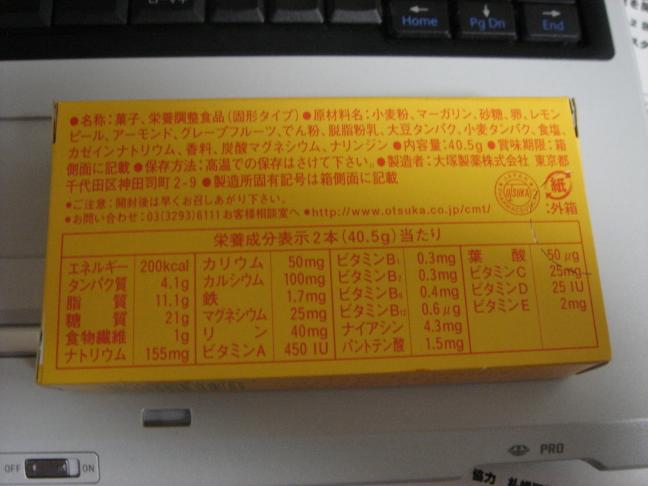 Home
Pg Dn
End
●名称:菓子、栄養調整食品(固形タイプ)●原材料名:小麦粉、マーガリン、砂糖、卵、レモン
ピール、アーモンド、グレープフルーツ、でん粉、脱脂粉乳、大豆タンパク、小麦タンパク、食塩、
カゼインナトリウム、香料、炭酸マグネシウム、ナリンジン ●内容量:40.5g ●賞味期限:箱
側面に記載 ●保存方法:高温での保存はさけて下さい。●製造者:大塚製薬株式会社 東京都
千代田区神田司町2-9 ●製造所固有記号は箱側面に記載
●ご注意:開封後は早くお召しあがり下さい。
●お問い合わせ:03(3293)6111お客様相談室へ ●http://www.otsuka.co.jp/cmt/
OTSUKA
紙
:外箱
栄養成分表示2本(40.5g)当たり
エネルギー 200kcal
タンパク質 4.1g
脂質 11.1g
糖質 21g
食物繊維 1g
ナトリウム 155mg
カリウム 50mg
カルシウム 100mg
鉄 1.7mg
マグネシウム 25mg
リン 40mg
ビタミンA 450 IU
ビタミンB1 0.3mg
ビタミンB2 0.3mg
ビタミンB6 0.4mg
ビタミンB12 0.6μg
ナイアシン 4.3mg
パントテン酸 1.5mg
葉酸 50μg
ビタミンC 25mg
ビタミンD 25 IU
ビタミンE 2mg
PRO
OFF ON
協力